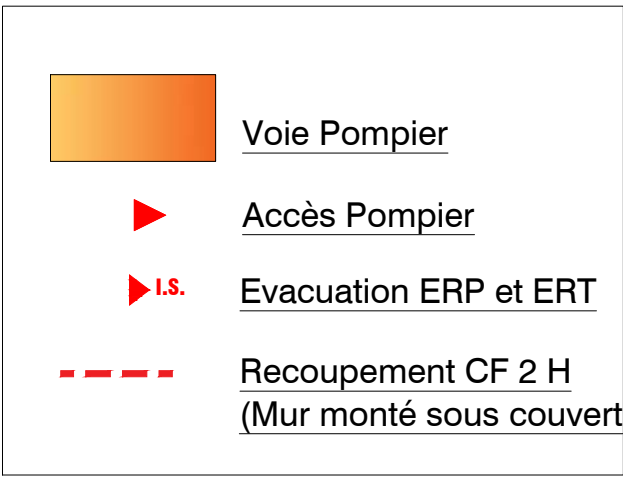 Voie Pompier
Accès Pompier
I.S. Evacuation ERP et ERT
Recoupement CF 2 H
(Mur monté sous couvert